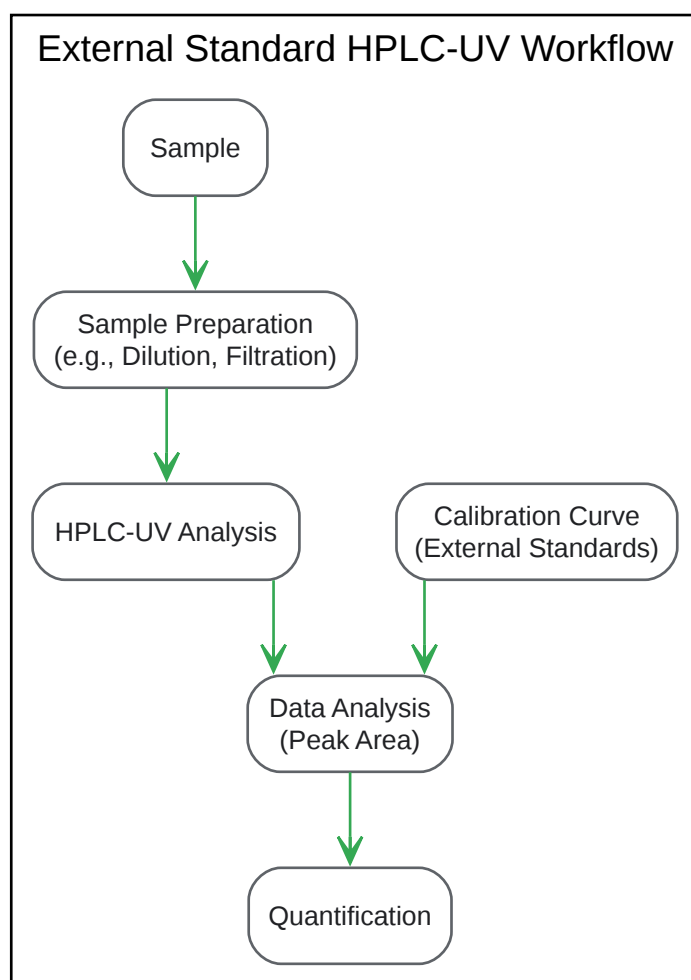 External Standard HPLC-UV Workflow
Sample
Sample Preparation
(e.g., Dilution, Filtration)
HPLC-UV Analysis
Calibration Curve
(External Standards)
Data Analysis
(Peak Area)
Quantification